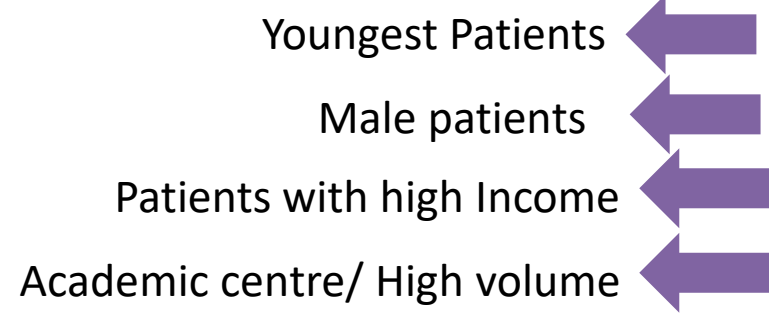 Youngest Patients
Male patients
Patients with high Income
Academic centre/ High volume